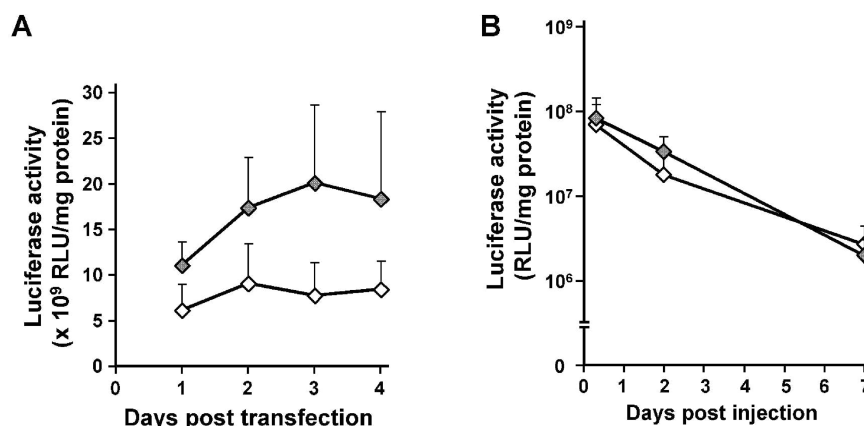 A
Luciferase activity
(x 10⁹ RLU/mg protein)
30
25
20
15
10
5
0
0 1 2 3 4
Days post transfection
B
Luciferase activity
(RLU/mg protein)
10⁹
10⁸
10⁷
10⁶
0
0 1 2 3 4 5 6 7
Days post injection